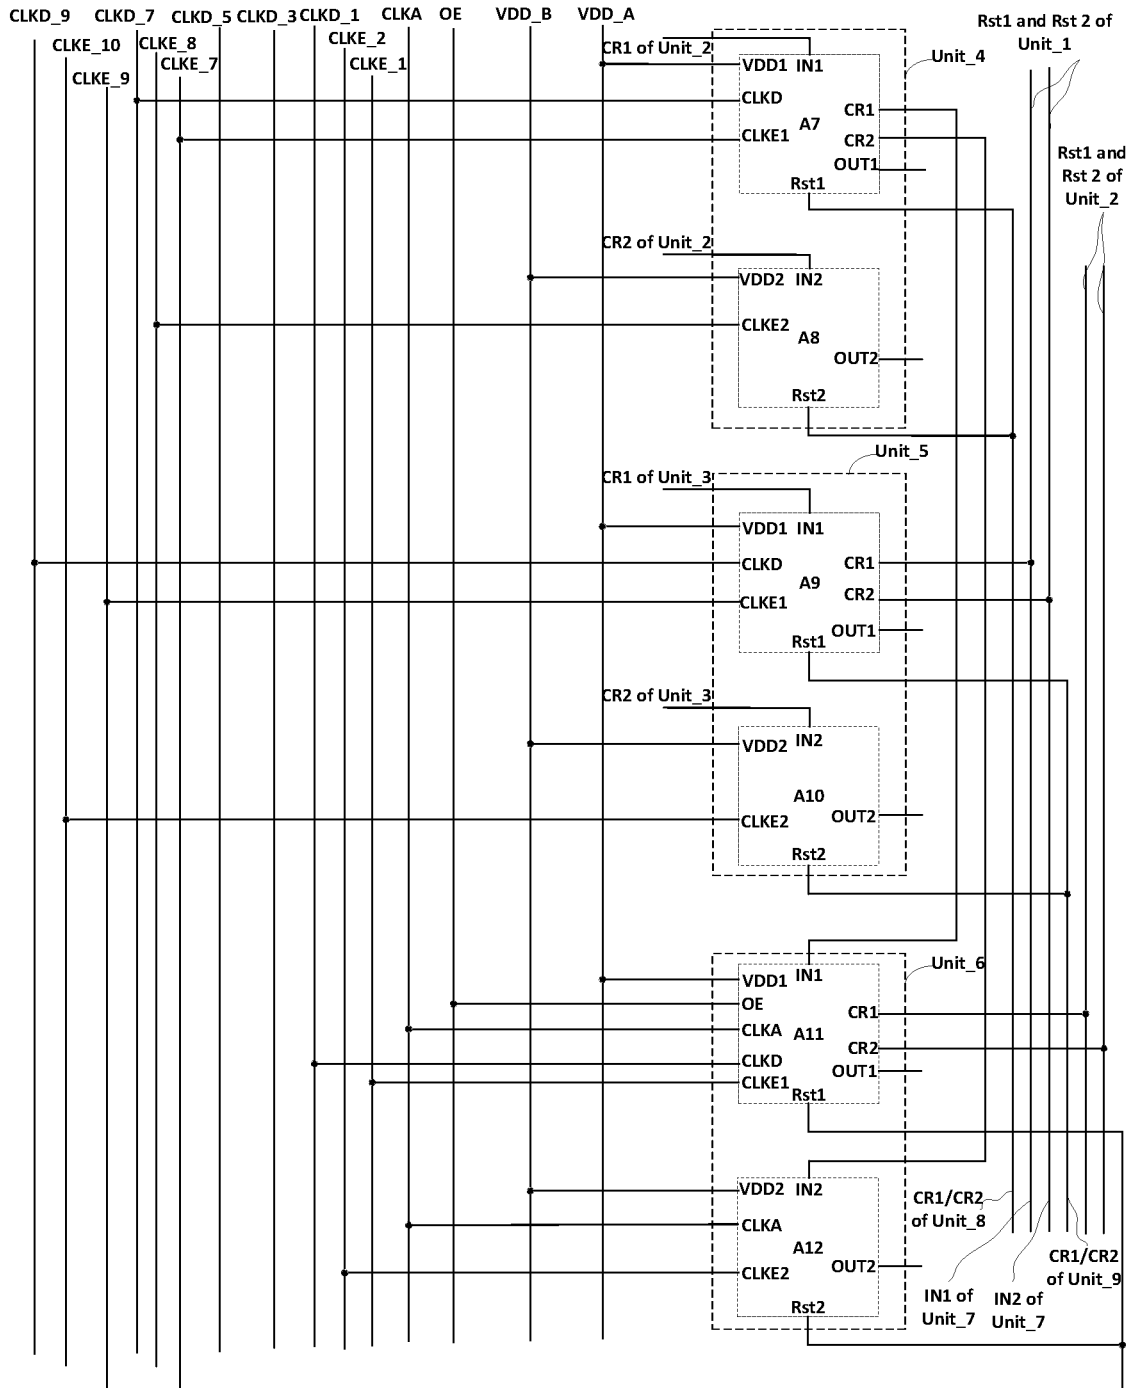 CLKD_9
CLKD_7
CLKD_5
CLKD_3
CLKD_1
CLKA
OE
VDD_B
VDD_A
CLKE_10
CLKE_8
CLKE_2
CLKE_9
CLKE_7
CLKE_1
Rst1 and Rst 2 of
Unit_1
Rst1 and
Rst 2 of
Unit_2
CR1 of Unit_2
Unit_4
VDD1
IN1
CLKD
CLKE1
A7
CR1
CR2
OUT1
Rst1
CR2 of Unit_2
VDD2
IN2
CLKE2
A8
OUT2
Rst2
Unit_5
CR1 of Unit_3
VDD1
IN1
CLKD
CLKE1
A9
CR1
CR2
OUT1
Rst1
CR2 of Unit_3
VDD2
IN2
A10
CLKE2
OUT2
Rst2
Unit_6
VDD1
IN1
OE
CLKA
CLKD
CLKE1
A11
CR1
CR2
OUT1
Rst1
VDD2
IN2
CLKA
CLKE2
A12
OUT2
Rst2
CR1/CR2
of Unit_8
CR1/CR2
of Unit_9
IN1 of
Unit_7
IN2 of
Unit_7